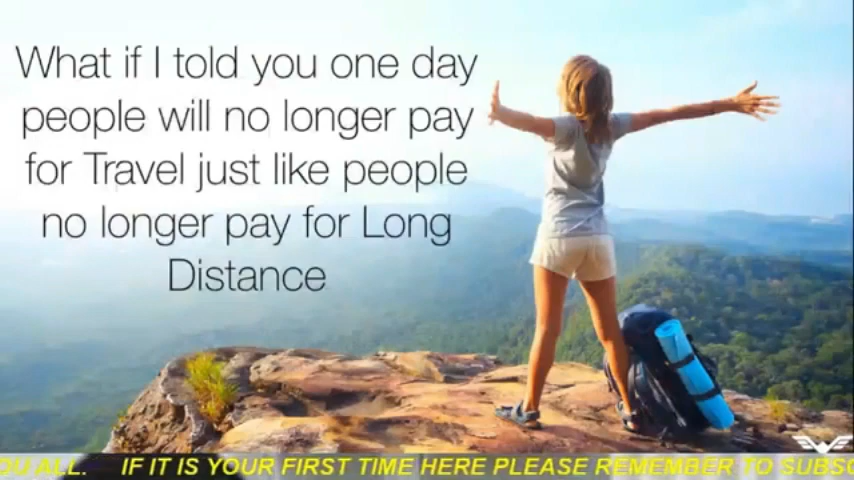 What if I told you one day
people will no longer pay
for Travel just like people
no longer pay for Long
Distance
ALL. IF IT IS YOUR FIRST TIME HERE PLEASE REMEMBER TO